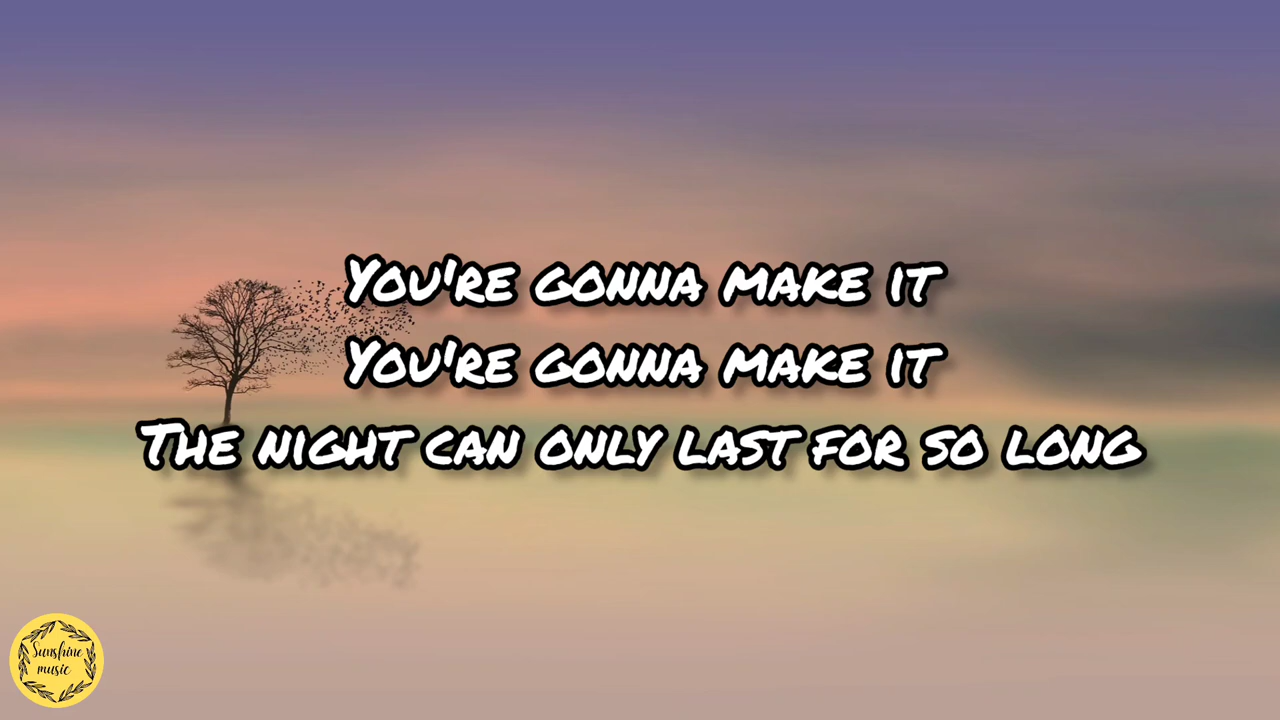 You're gonna make it
You're gonna make it
The night can only last for so long
Sunshine
music